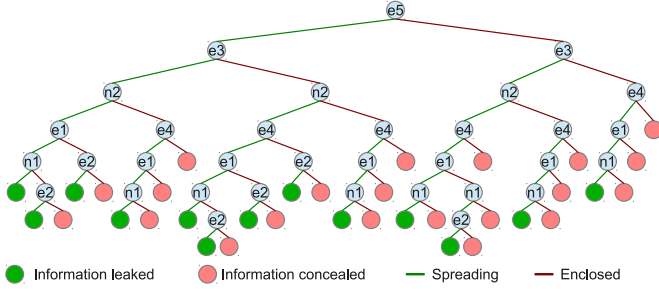 e5
e3 e3
n2 n2 n2 e4
e1 e4 e4 e4 e4 e4 e1
n1 e2 e1 e1 e2 e1 e1 e1 n1
e2 n1 n1 e2 n1 n1 n1 n1
e2 e2
Information leaked Information concealed Spreading Enclosed